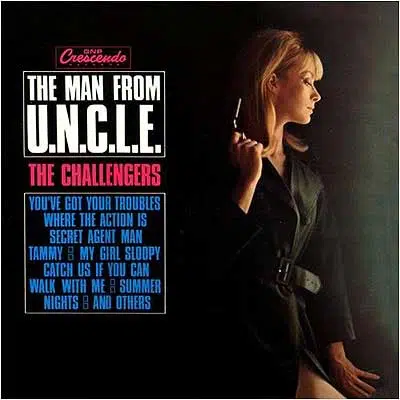 GNP
Crescendo
RECORDS
THE MAN FROM
U.N.C.L.E.
THE CHALLENGERS
YOU'VE GOT YOUR TROUBLES
WHERE THE ACTION IS
SECRET AGENT MAN
TAMMY MY GIRL SLOOPY
CATCH US IF YOU CAN
WALK WITH ME SUMMER
NIGHTS AND OTHERS